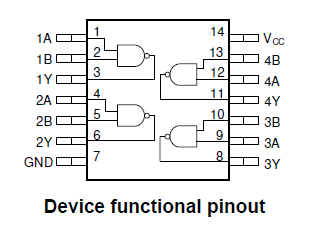 1A 1 14 VCC
1B 2 13 4B
1Y 3 12 4A
2A 4 11 4Y
2B 5 10 3B
2Y 6 9 3A
GND 7 8 3Y
Device functional pinout